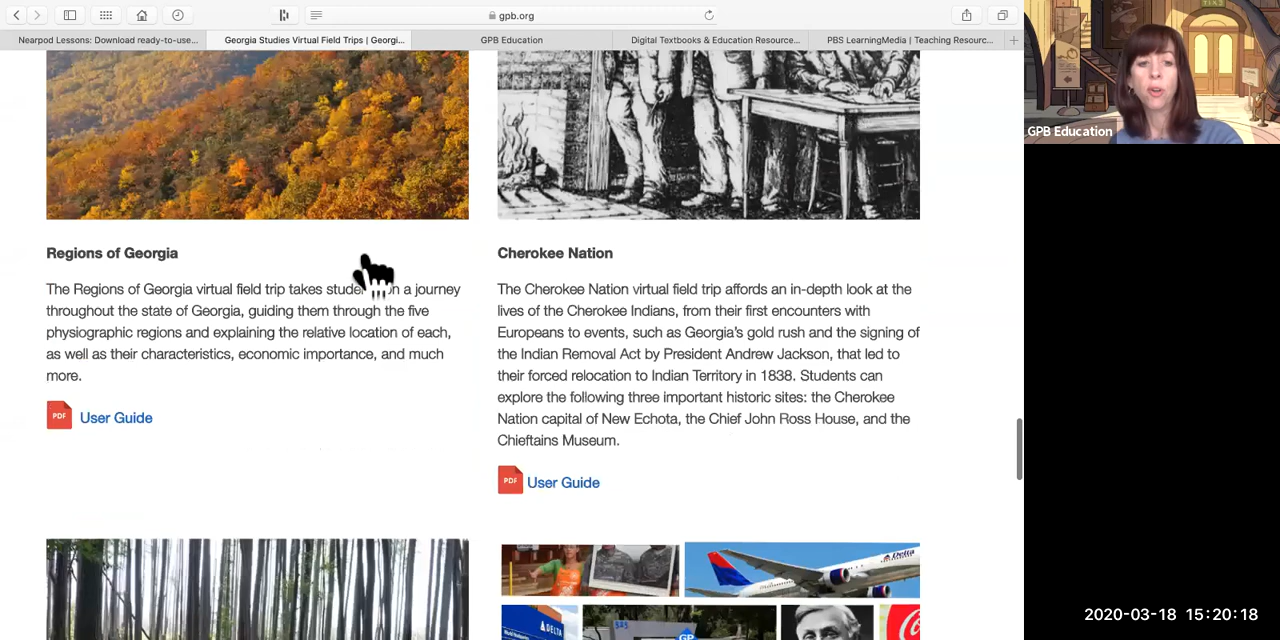 gpb.org
Nearpod Lessons: Download ready-to-use...
Georgia Studies Virtual Field Trips | Georgi...
GPB Education
Digital Textbooks & Education Resource...
PBS LearningMedia | Teaching Resourc...
GPB Education
Regions of Georgia
The Regions of Georgia virtual field trip takes stude n a journey
throughout the state of Georgia, guiding them through the five
physiographic regions and explaining the relative location of each,
as well as their characteristics, economic importance, and much
more.
PDF User Guide
Cherokee Nation
The Cherokee Nation virtual field trip affords an in-depth look at the
lives of the Cherokee Indians, from their first encounters with
Europeans to events, such as Georgia's gold rush and the signing of
the Indian Removal Act by President Andrew Jackson, that led to
their forced relocation to Indian Territory in 1838. Students can
explore the following three important historic sites: the Cherokee
Nation capital of New Echota, the Chief John Ross House, and the
Chieftains Museum.
PDF User Guide
DELTA
DELTA
GP
2020-03-18 15:20:18